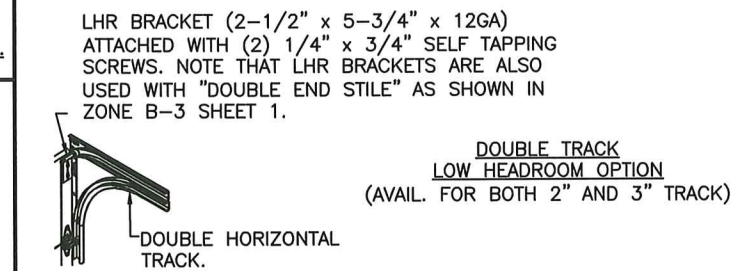 LHR BRACKET (2-1/2" x 5-3/4" x 12GA)
ATTACHED WITH (2) 1/4" x 3/4" SELF TAPPING
SCREWS. NOTE THAT LHR BRACKETS ARE ALSO
USED WITH "DOUBLE END STILE" AS SHOWN IN
ZONE B-3 SHEET 1.
DOUBLE TRACK
LOW HEADROOM OPTION
(AVAIL. FOR BOTH 2" AND 3" TRACK)
DOUBLE HORIZONTAL
TRACK.